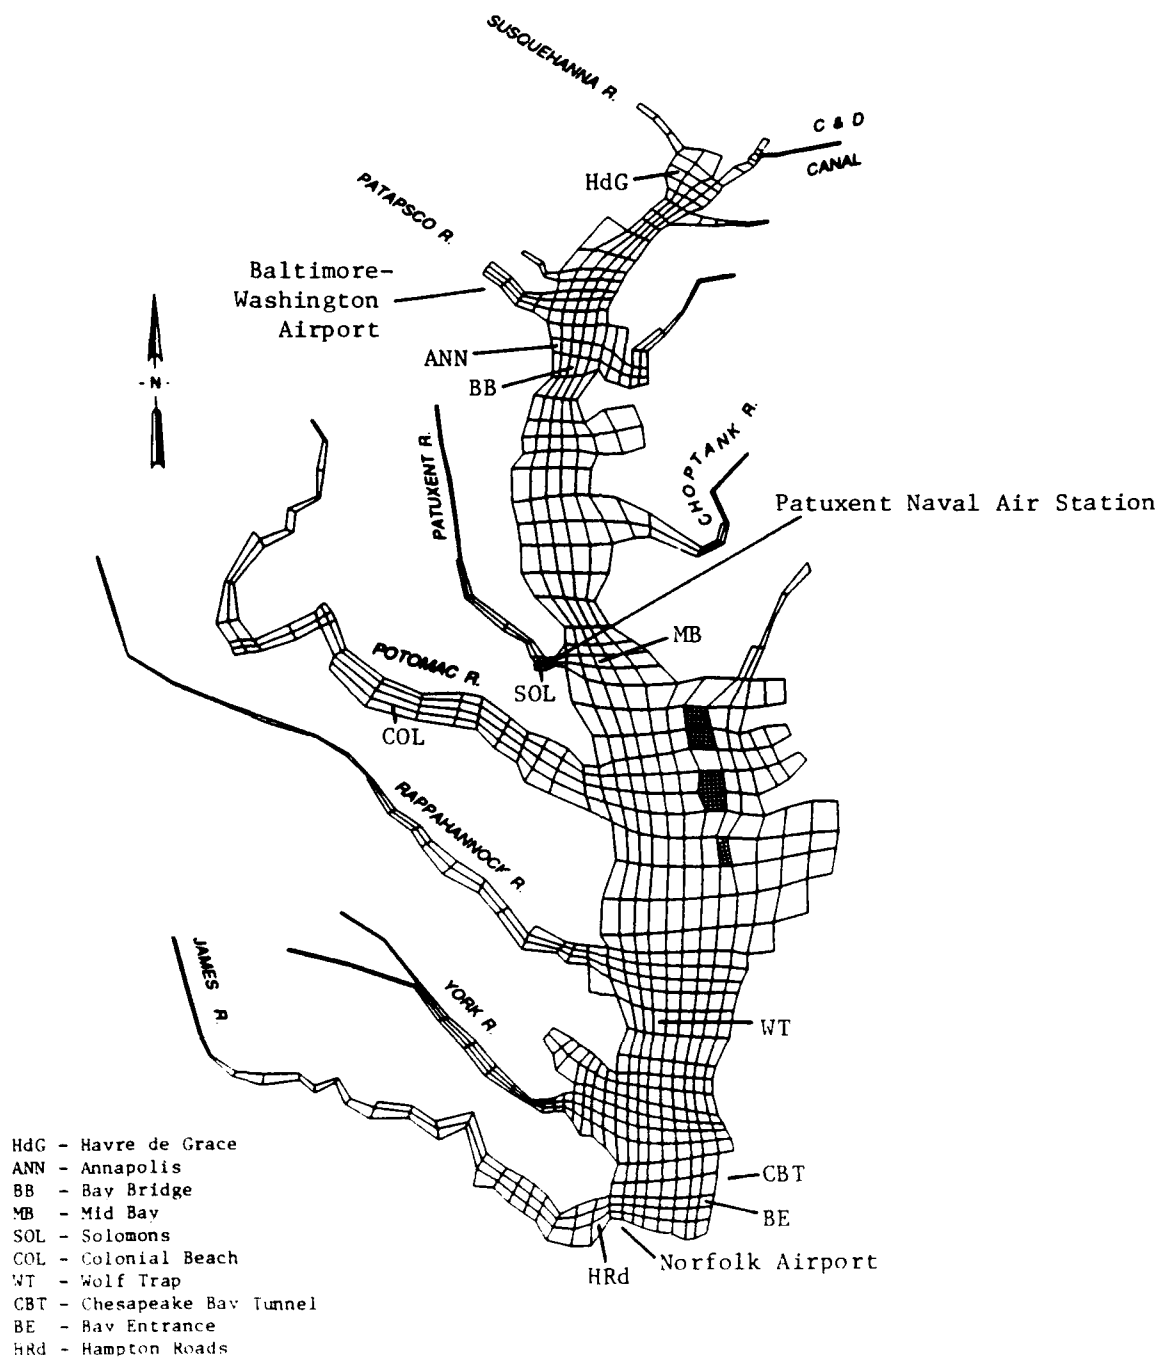 SUSQUEHANNA R.
C & D
CANAL
HdG
PATAPSCO R.
Baltimore-
Washington
Airport
ANN
BB
- N -
PATUXENT R.
CHOPTANK R.
Patuxent Naval Air Station
MB
SOL
POTOMAC R.
COL
RAPPAHANNOCK R.
JAMES R.
YORK R.
WT
CBT
BE
Norfolk Airport
HRd
HdG - Havre de Grace
ANN - Annapolis
BB - Bay Bridge
MB - Mid Bay
SOL - Solomons
COL - Colonial Beach
WT - Wolf Trap
CBT - Chesapeake Bay Tunnel
BE - Bay Entrance
HRd - Hampton Roads